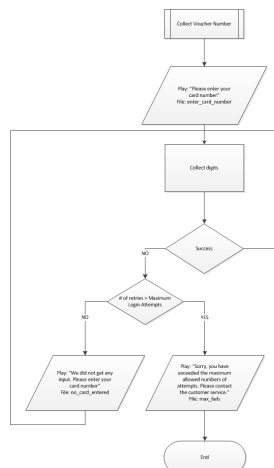 Collect Voucher Number
Play: "Please enter your
card number"
File: enter_card_number
Collect digits
Success
NO
# of retries > Maximum
Login Attempts
NO
YES
Play: "We did not get any
input. Please enter your
card number"
File: no_card_entered
Play: "Sorry, you have
exceeded the maximum
allowed numbers of
attempts. Please contact
the customer service."
File: max_fails
End